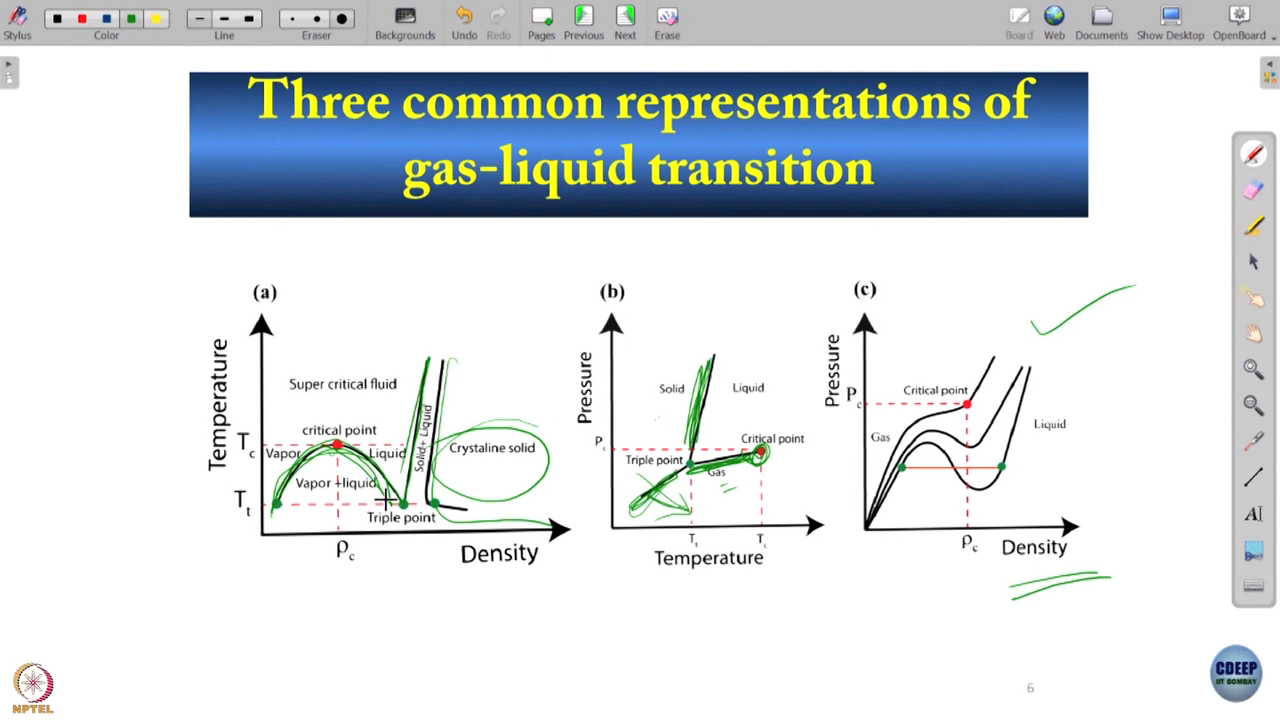 Stylus
Color
Line
Eraser
Backgrounds
Undo
Redo
Pages
Previous
Next
Erase
Board
Web
Documents
Show Desktop
OpenBoard
Three common representations of
gas-liquid transition
(a)
Temperature
Super critical fluid
critical point
T c
Vapor
Liquid
Solid+ Liquid
Crystaline solid
Vapor +liquid
T t
Triple point
ρc
Density
(b)
Pressure
Solid
Liquid
Pc
Critical point
Triple point
Gas
Tt
Tc
Temperature
(c)
Pressure
Pc
Critical point
Gas
Liquid
ρc
Density
AI
NPTEL
6
CDEEP
IIT BOMBAY